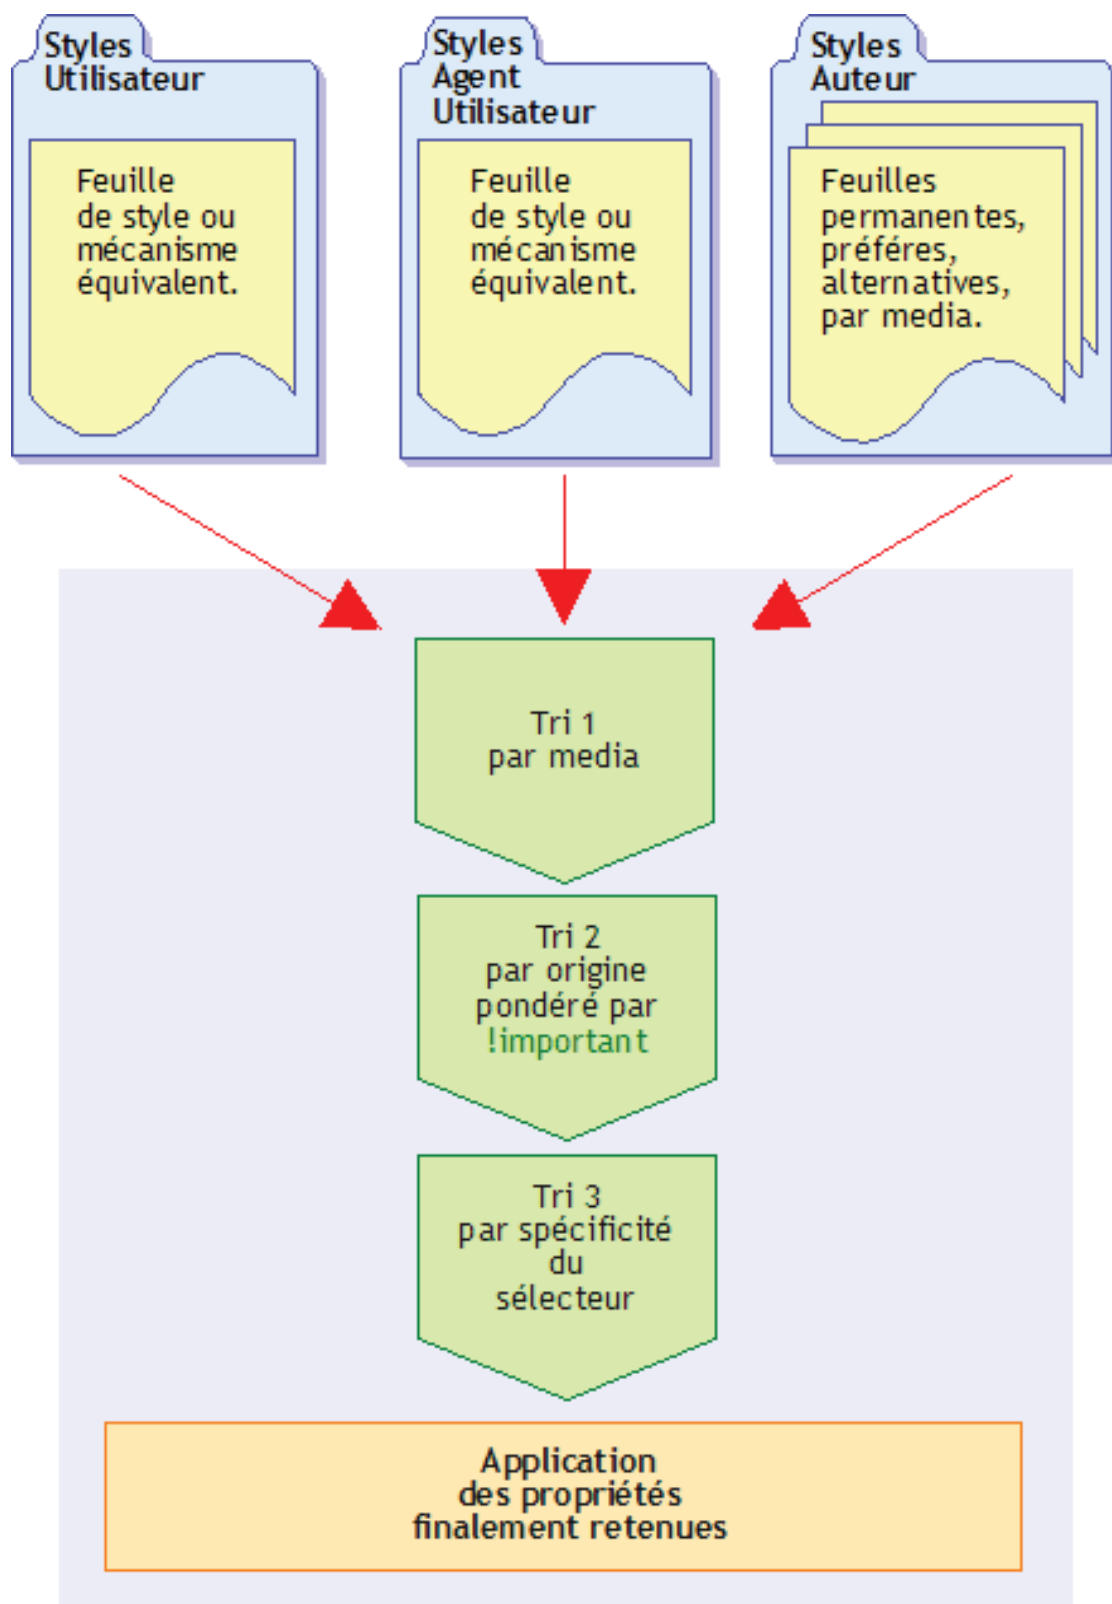 Styles
Utilisateur
Feuille
de style ou
mécanisme
équivalent.
Styles
Agent
Utilisateur
Feuille
de style ou
mécanisme
équivalent.
Styles
Auteur
Feuilles
permanentes,
préféres,
alternatives,
par media.
Tri 1
par media
Tri 2
par origine
pondéré par
!important
Tri 3
par spécificité
du
sélecteur
Application
des propriétés
finalement retenues